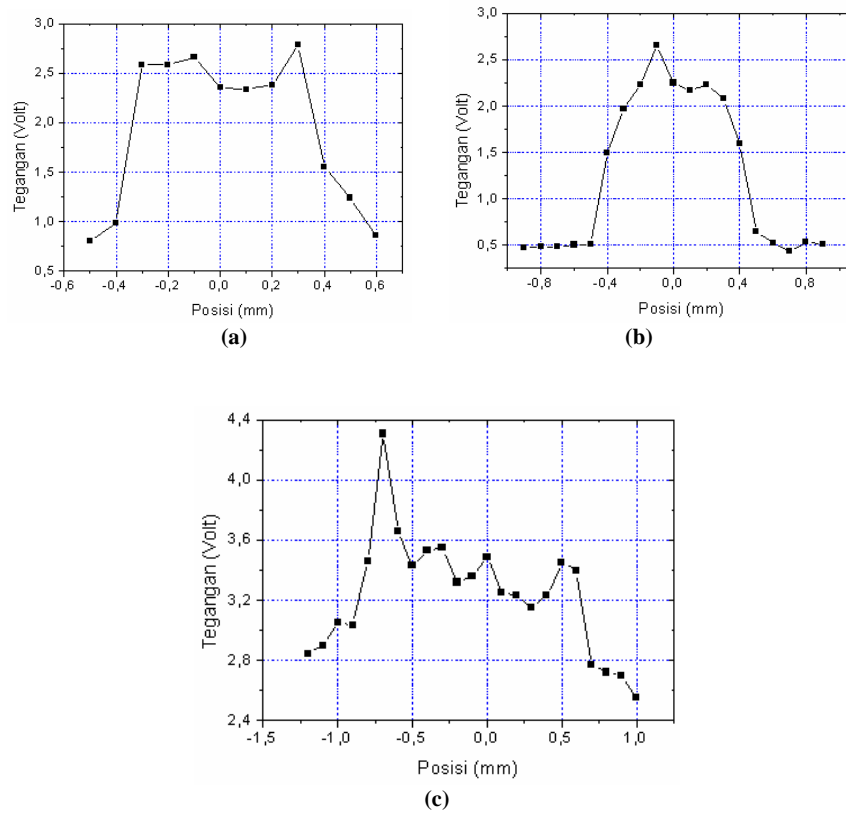 3,0
2,5
2,0
1,5
1,0
0,5
Tegangan (Volt)
-0,6 -0,4 -0,2 0,0 0,2 0,4 0,6
Posisi (mm)
(a)
3,0
2,5
2,0
1,5
1,0
0,5
Tegangan (Volt)
-0,8 -0,4 0,0 0,4 0,8
Posisi (mm)
(b)
4,4
4,0
3,6
3,2
2,8
2,4
Tegangan (Volt)
-1,5 -1,0 -0,5 0,0 0,5 1,0
Posisi (mm)
(c)